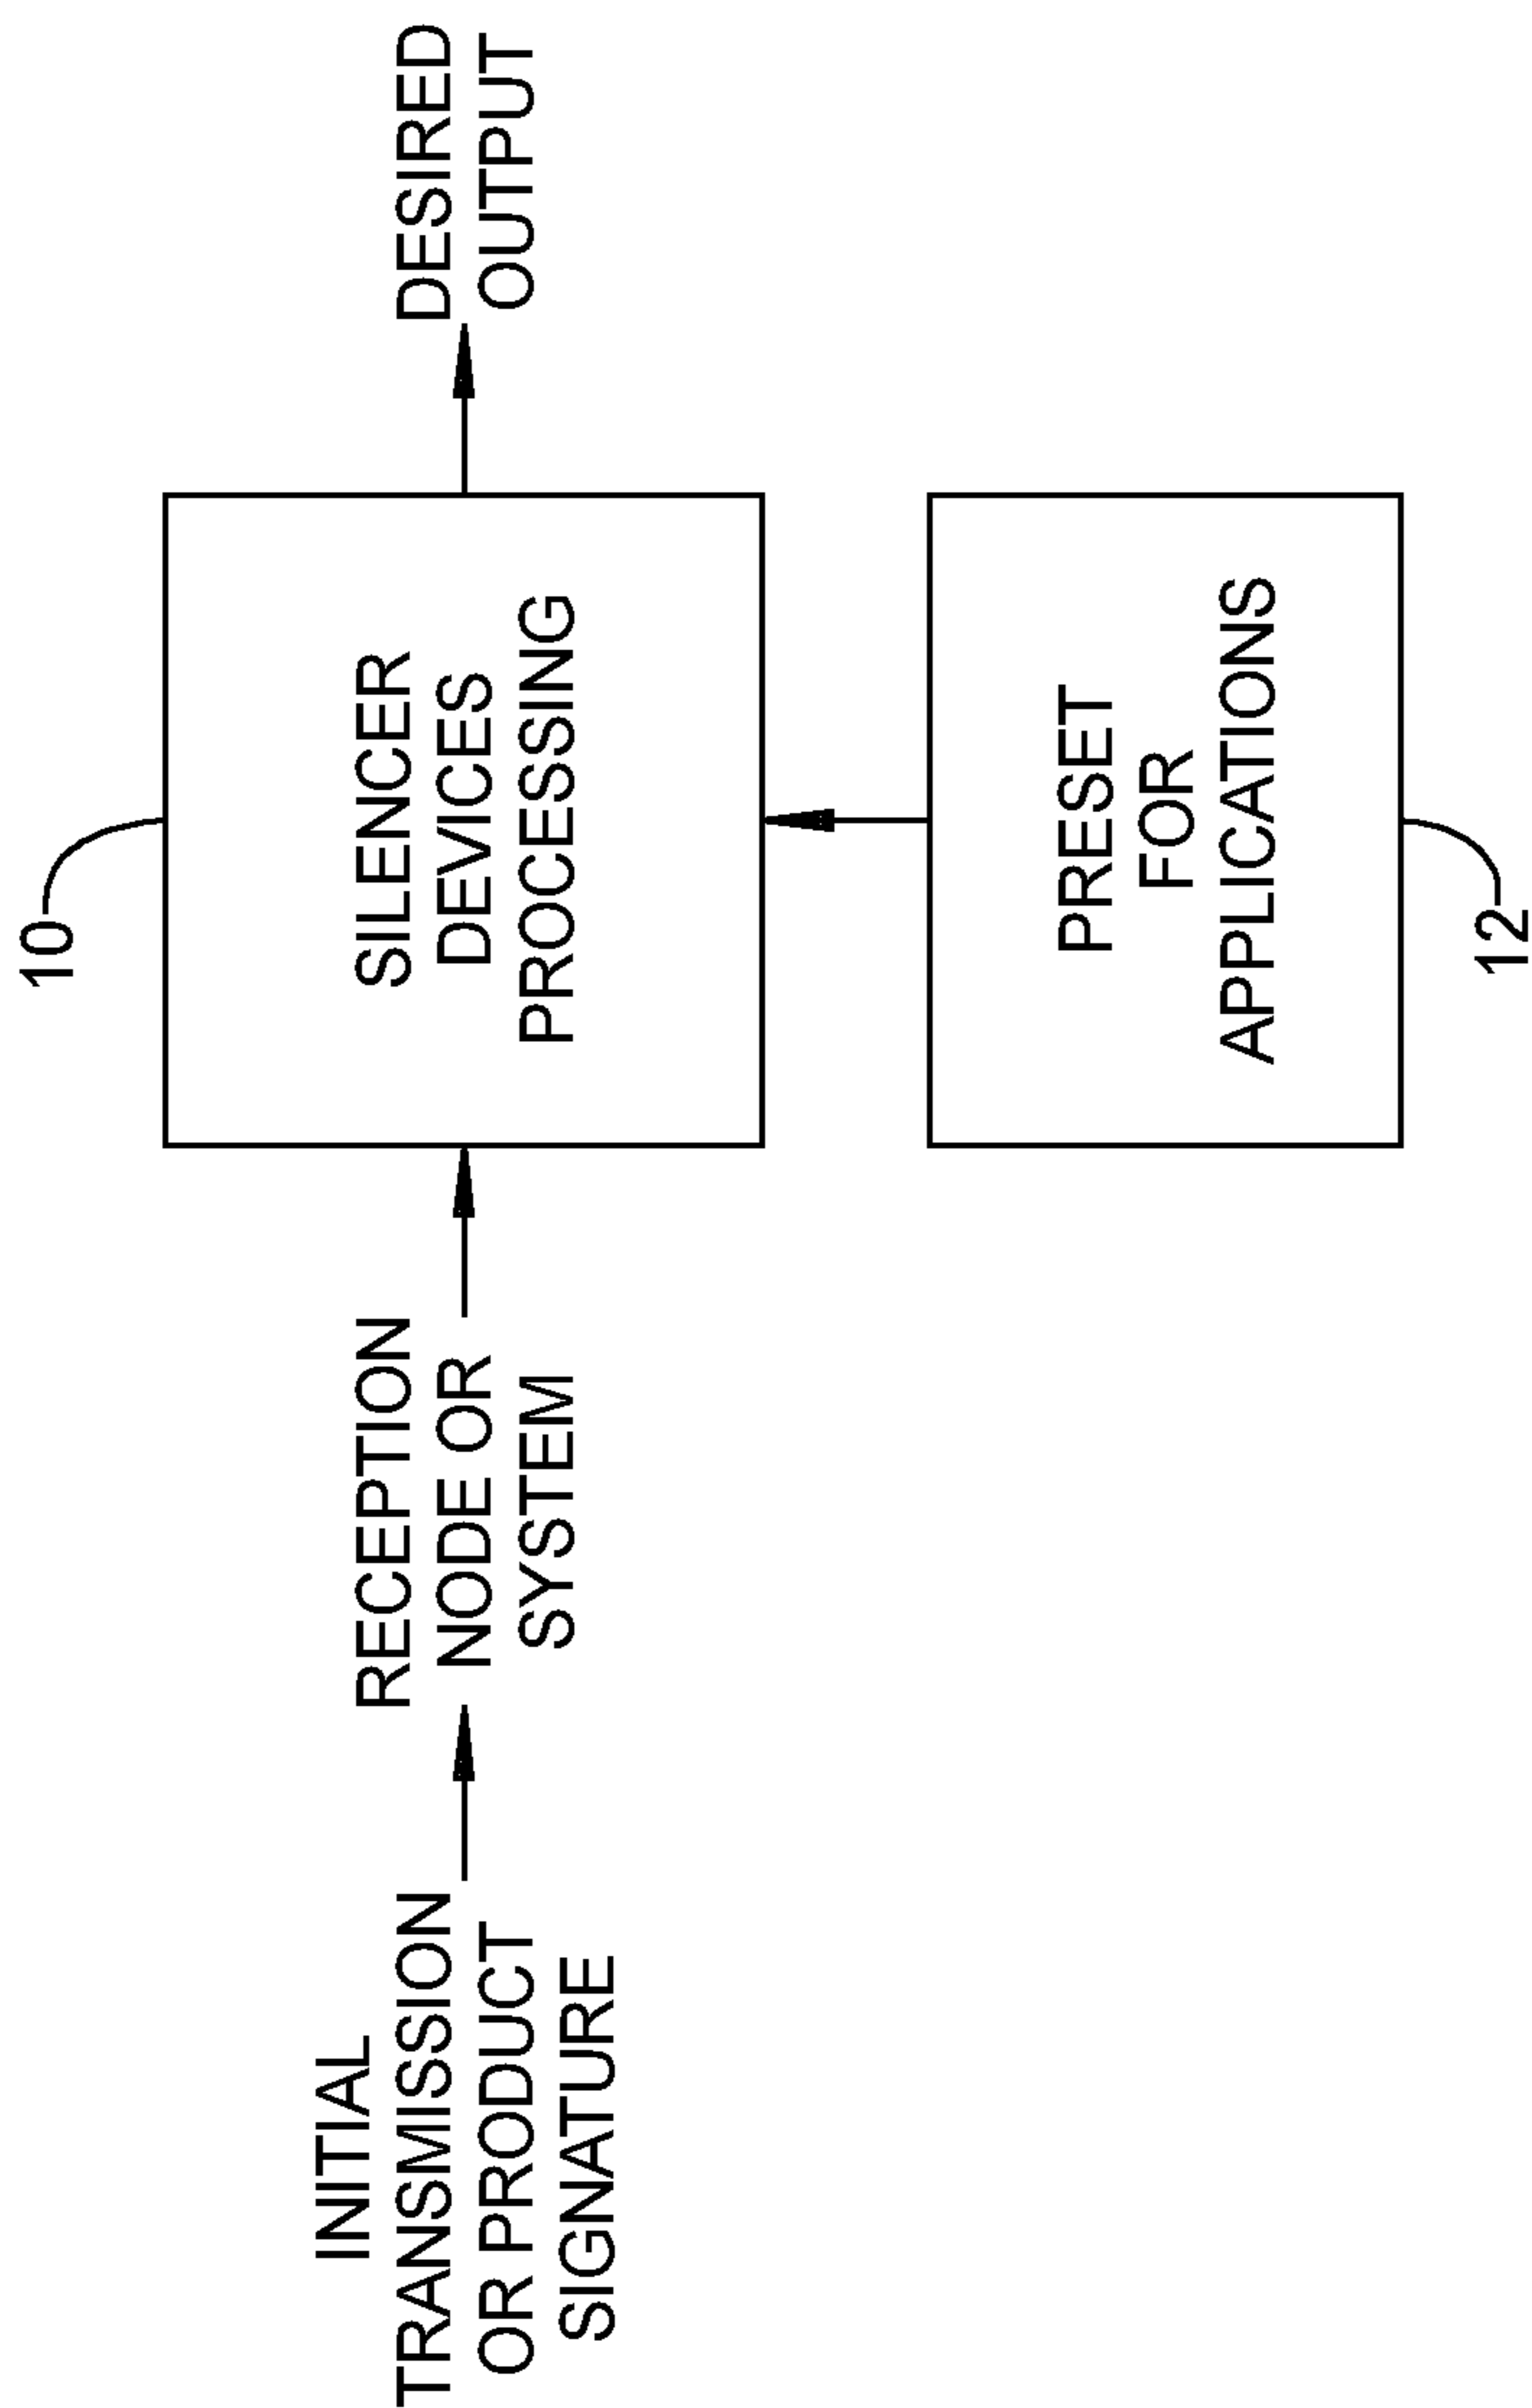 INITIAL
TRANSMISSION
OR PRODUCT
SIGNATURE
RECEPTION
NODE OR
SYSTEM
10
SILENCER
DEVICES
PROCESSING
DESIRED
OUTPUT
PRESET
FOR
APPLICATIONS
12